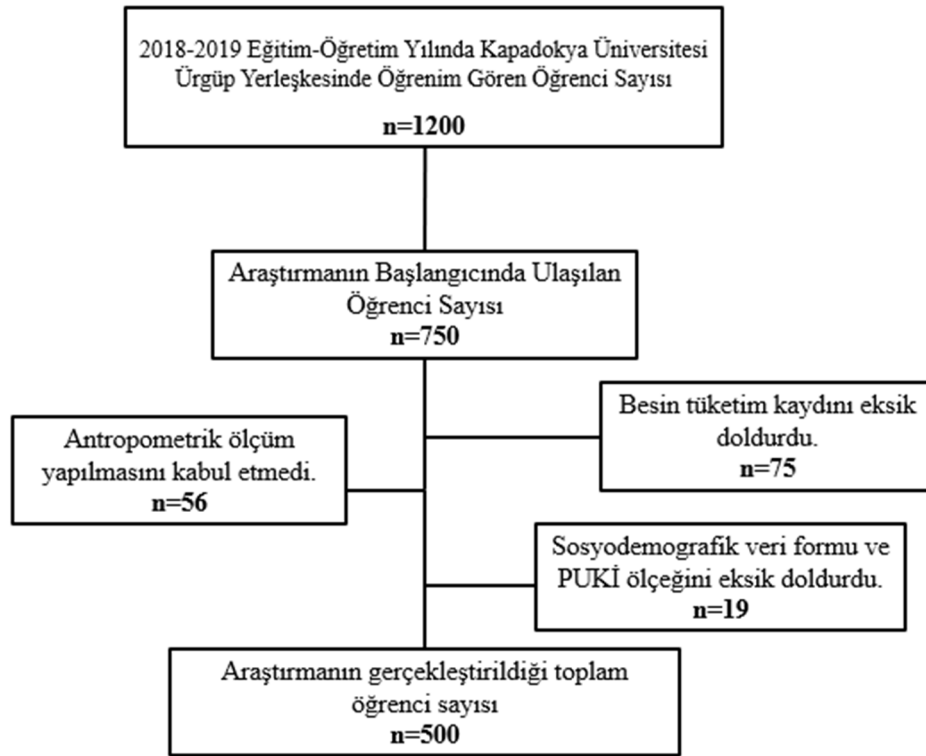 2018-2019 Eğitim-Öğretim Yılında Kapadokya Üniversitesi
Ürgüp Yerleşkesinde Öğrenim Gören Öğrenci Sayısı
n=1200
Araştırmanın Başlangıcında Ulaşılan
Öğrenci Sayısı
n=750
Besin tüketim kaydını eksik
doldurdu.
n=75
Antropometrik ölçüm
yapılmasını kabul etmedi.
n=56
Sosyodemografik veri formu ve
PUKİ ölçeğini eksik doldurdu.
n=19
Araştırmanın gerçekleştirildiği toplam
öğrenci sayısı
n=500